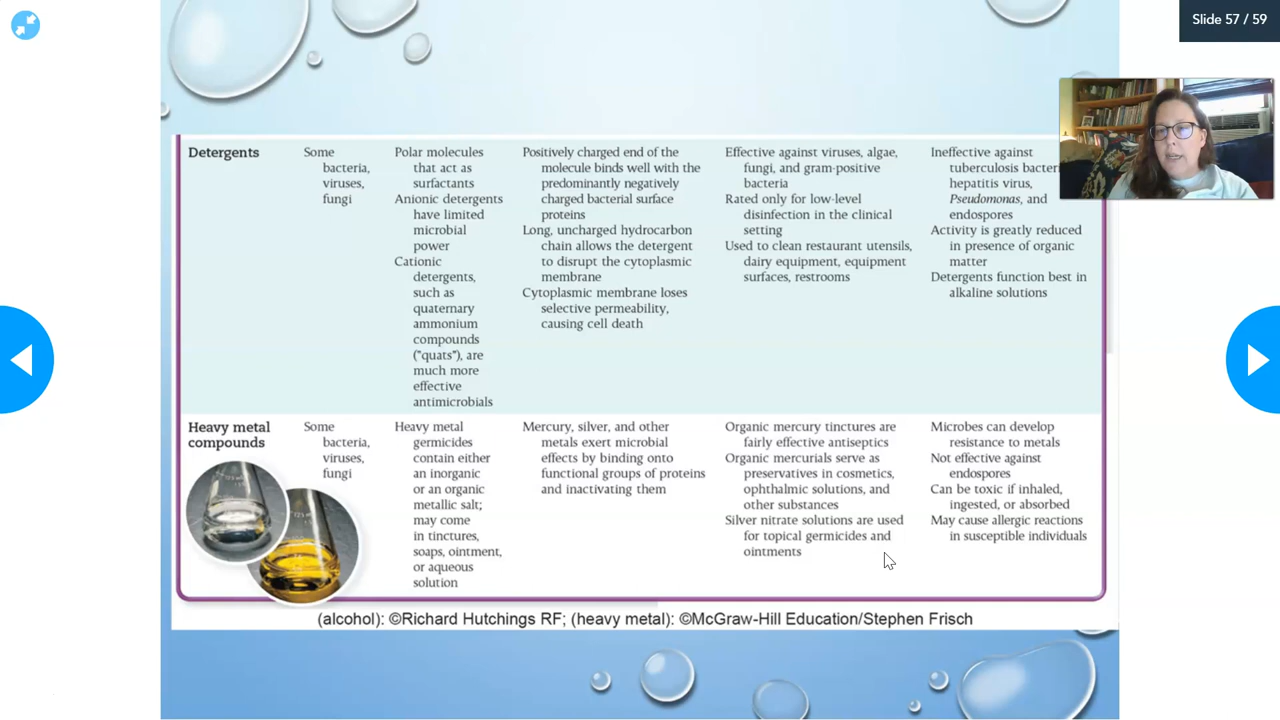 Slide 57 / 59
Detergents
Some
bacteria,
viruses,
fungi
Polar molecules
that act as
surfactants
Anionic detergents
have limited
microbial
power
Cationic
detergents,
such as
quaternary
ammonium
compounds
("quats"), are
much more
effective
antimicrobials
Positively charged end of the
molecule binds well with the
predominantly negatively
charged bacterial surface
proteins
Long, uncharged hydrocarbon
chain allows the detergent
to disrupt the cytoplasmic
membrane
Cytoplasmic membrane loses
selective permeability,
causing cell death
Effective against viruses, algae,
fungi, and gram-positive
bacteria
Rated only for low-level
disinfection in the clinical
setting
Used to clean restaurant utensils,
dairy equipment, equipment
surfaces, restrooms
Ineffective against
tuberculosis bacteri
hepatitis virus,
Pseudomonas, and
endospores
Activity is greatly reduced
in presence of organic
matter
Detergents function best in
alkaline solutions
Heavy metal
compounds
Some
bacteria,
viruses,
fungi
Heavy metal
germicides
contain either
an inorganic
or an organic
metallic salt;
may come
in tinctures,
soaps, ointment,
or aqueous
solution
Mercury, silver, and other
metals exert microbial
effects by binding onto
functional groups of proteins
and inactivating them
Organic mercury tinctures are
fairly effective antiseptics
Organic mercurials serve as
preservatives in cosmetics,
ophthalmic solutions, and
other substances
Silver nitrate solutions are used
for topical germicides and
ointments
Microbes can develop
resistance to metals
Not effective against
endospores
Can be toxic if inhaled,
ingested, or absorbed
May cause allergic reactions
in susceptible individuals
(alcohol): ©Richard Hutchings RF; (heavy metal): ©McGraw-Hill Education/Stephen Frisch